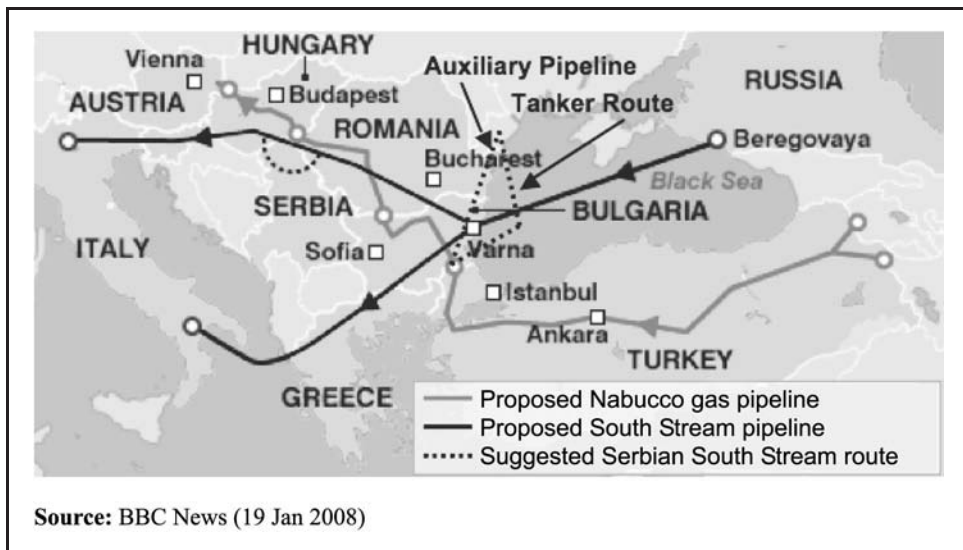 HUNGARY
Vienna
Auxiliary Pipeline
RUSSIA
AUSTRIA
Budapest
Tanker Route
ROMANIA
Beregovaya
Bucharest
Black Sea
SERBIA
BULGARIA
ITALY
Sofia
Varna
Istanbul
Ankara
TURKEY
GREECE
Proposed Nabucco gas pipeline
Proposed South Stream pipeline
Suggested Serbian South Stream route
Source: BBC News (19 Jan 2008)